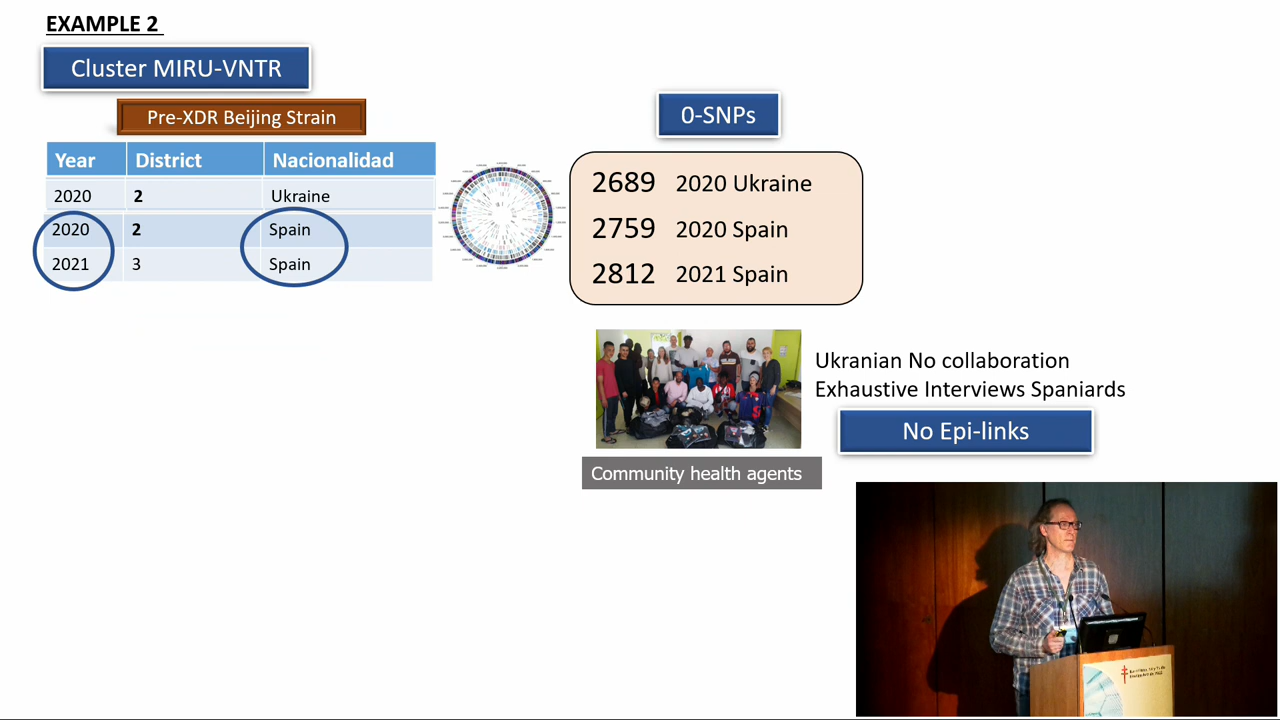 EXAMPLE 2
Cluster MIRU-VNTR
Pre-XDR Beijing Strain
Year District Nacionalidad
2020 2 Ukraine
2020 2 Spain
2021 3 Spain
0-SNPs
2689 2020 Ukraine
2759 2020 Spain
2812 2021 Spain
Ukranian No collaboration
Exhaustive Interviews Spaniards
No Epi-links
Community health agents